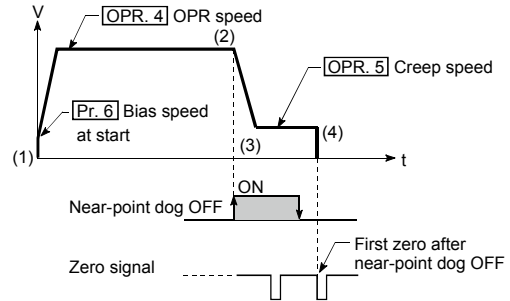 V
OPR. 4 OPR speed
(2)
OPR. 5 Creep speed
Pr. 6 Bias speed
at start
(1)
(3)
(4)
t
ON
Near-point dog OFF
First zero after
near-point dog OFF
Zero signal